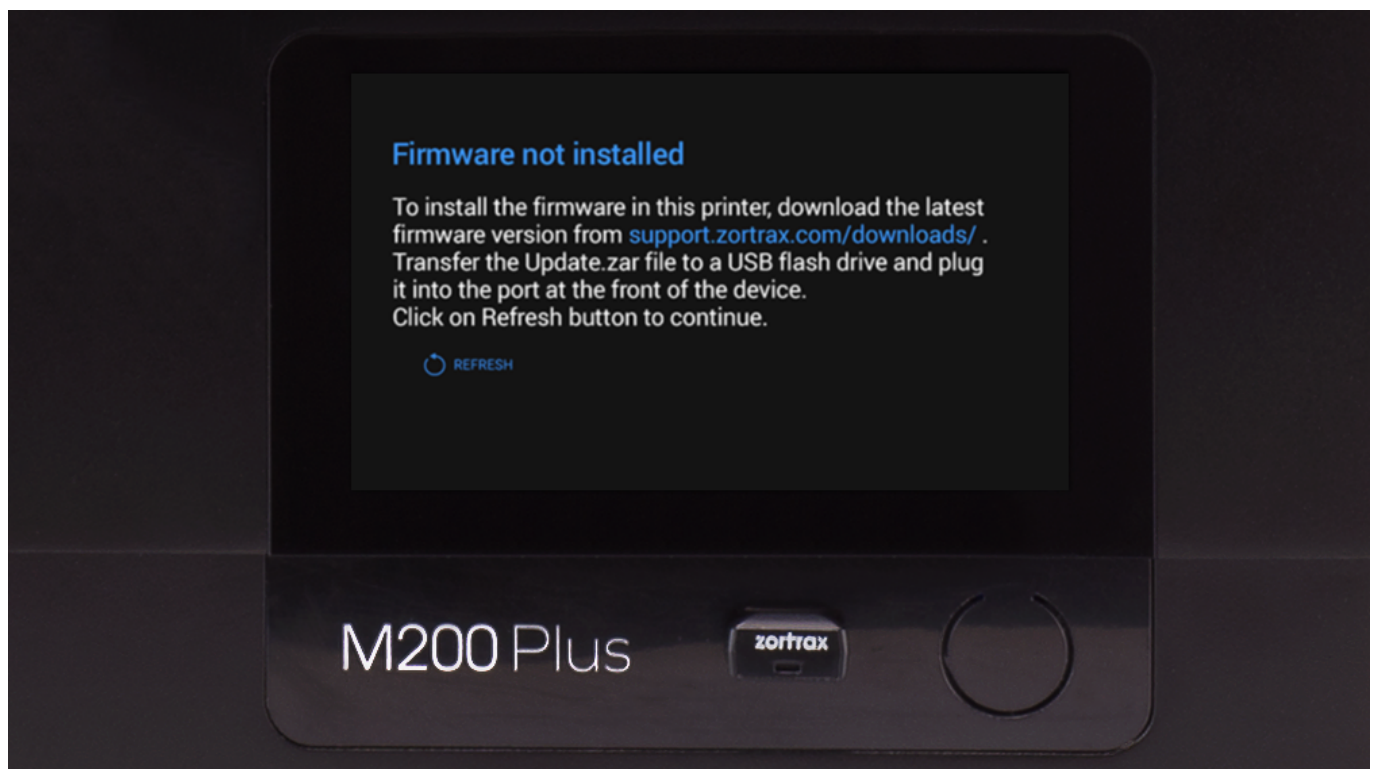 Firmware not installed
To install the firmware in this printer, download the latest
firmware version from support.zortrax.com/downloads/ .
Transfer the Update.zar file to a USB flash drive and plug
it into the port at the front of the device.
Click on Refresh button to continue.
REFRESH
M200 Plus
zortrax